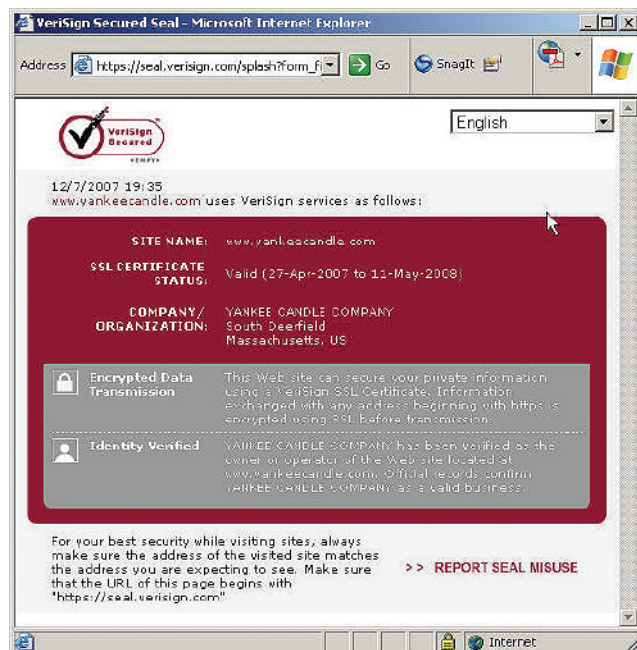 VeriSign Secured Seal - Microsoft Internet Explorer
Address https://seal.verisign.com/splash?form_fi Go SnagIt
VeriSign
Secured
VERIFY
English
12/7/2007 19:35
www.yankeecandle.com uses VeriSign services as follows:
SITE NAME: www.yankeecandle.com
SSL CERTIFICATE
STATUS: Valid (27-Apr-2007 to 11-May-2008)
COMPANY/
ORGANIZATION: YANKEE CANDLE COMPANY
South Deerfield
Massachusetts, US
Encrypted Data
Transmission
This Web site can secure your private information
using a VeriSign SSL Certificate. Information
exchanged with any address beginning with https is
encrypted using SSL before transmission.
Identity Verified
YANKEE CANDLE COMPANY has been verified as the
owner or operator of the Web site located at
www.yankeecandle.com. Official records confirm
YANKEE CANDLE COMPANY as a valid business.
For your best security while visiting sites, always
make sure the address of the visited site matches
the address you are expecting to see. Make sure
that the URL of this page begins with
"https://seal.verisign.com"
>> REPORT SEAL MISUSE
Internet